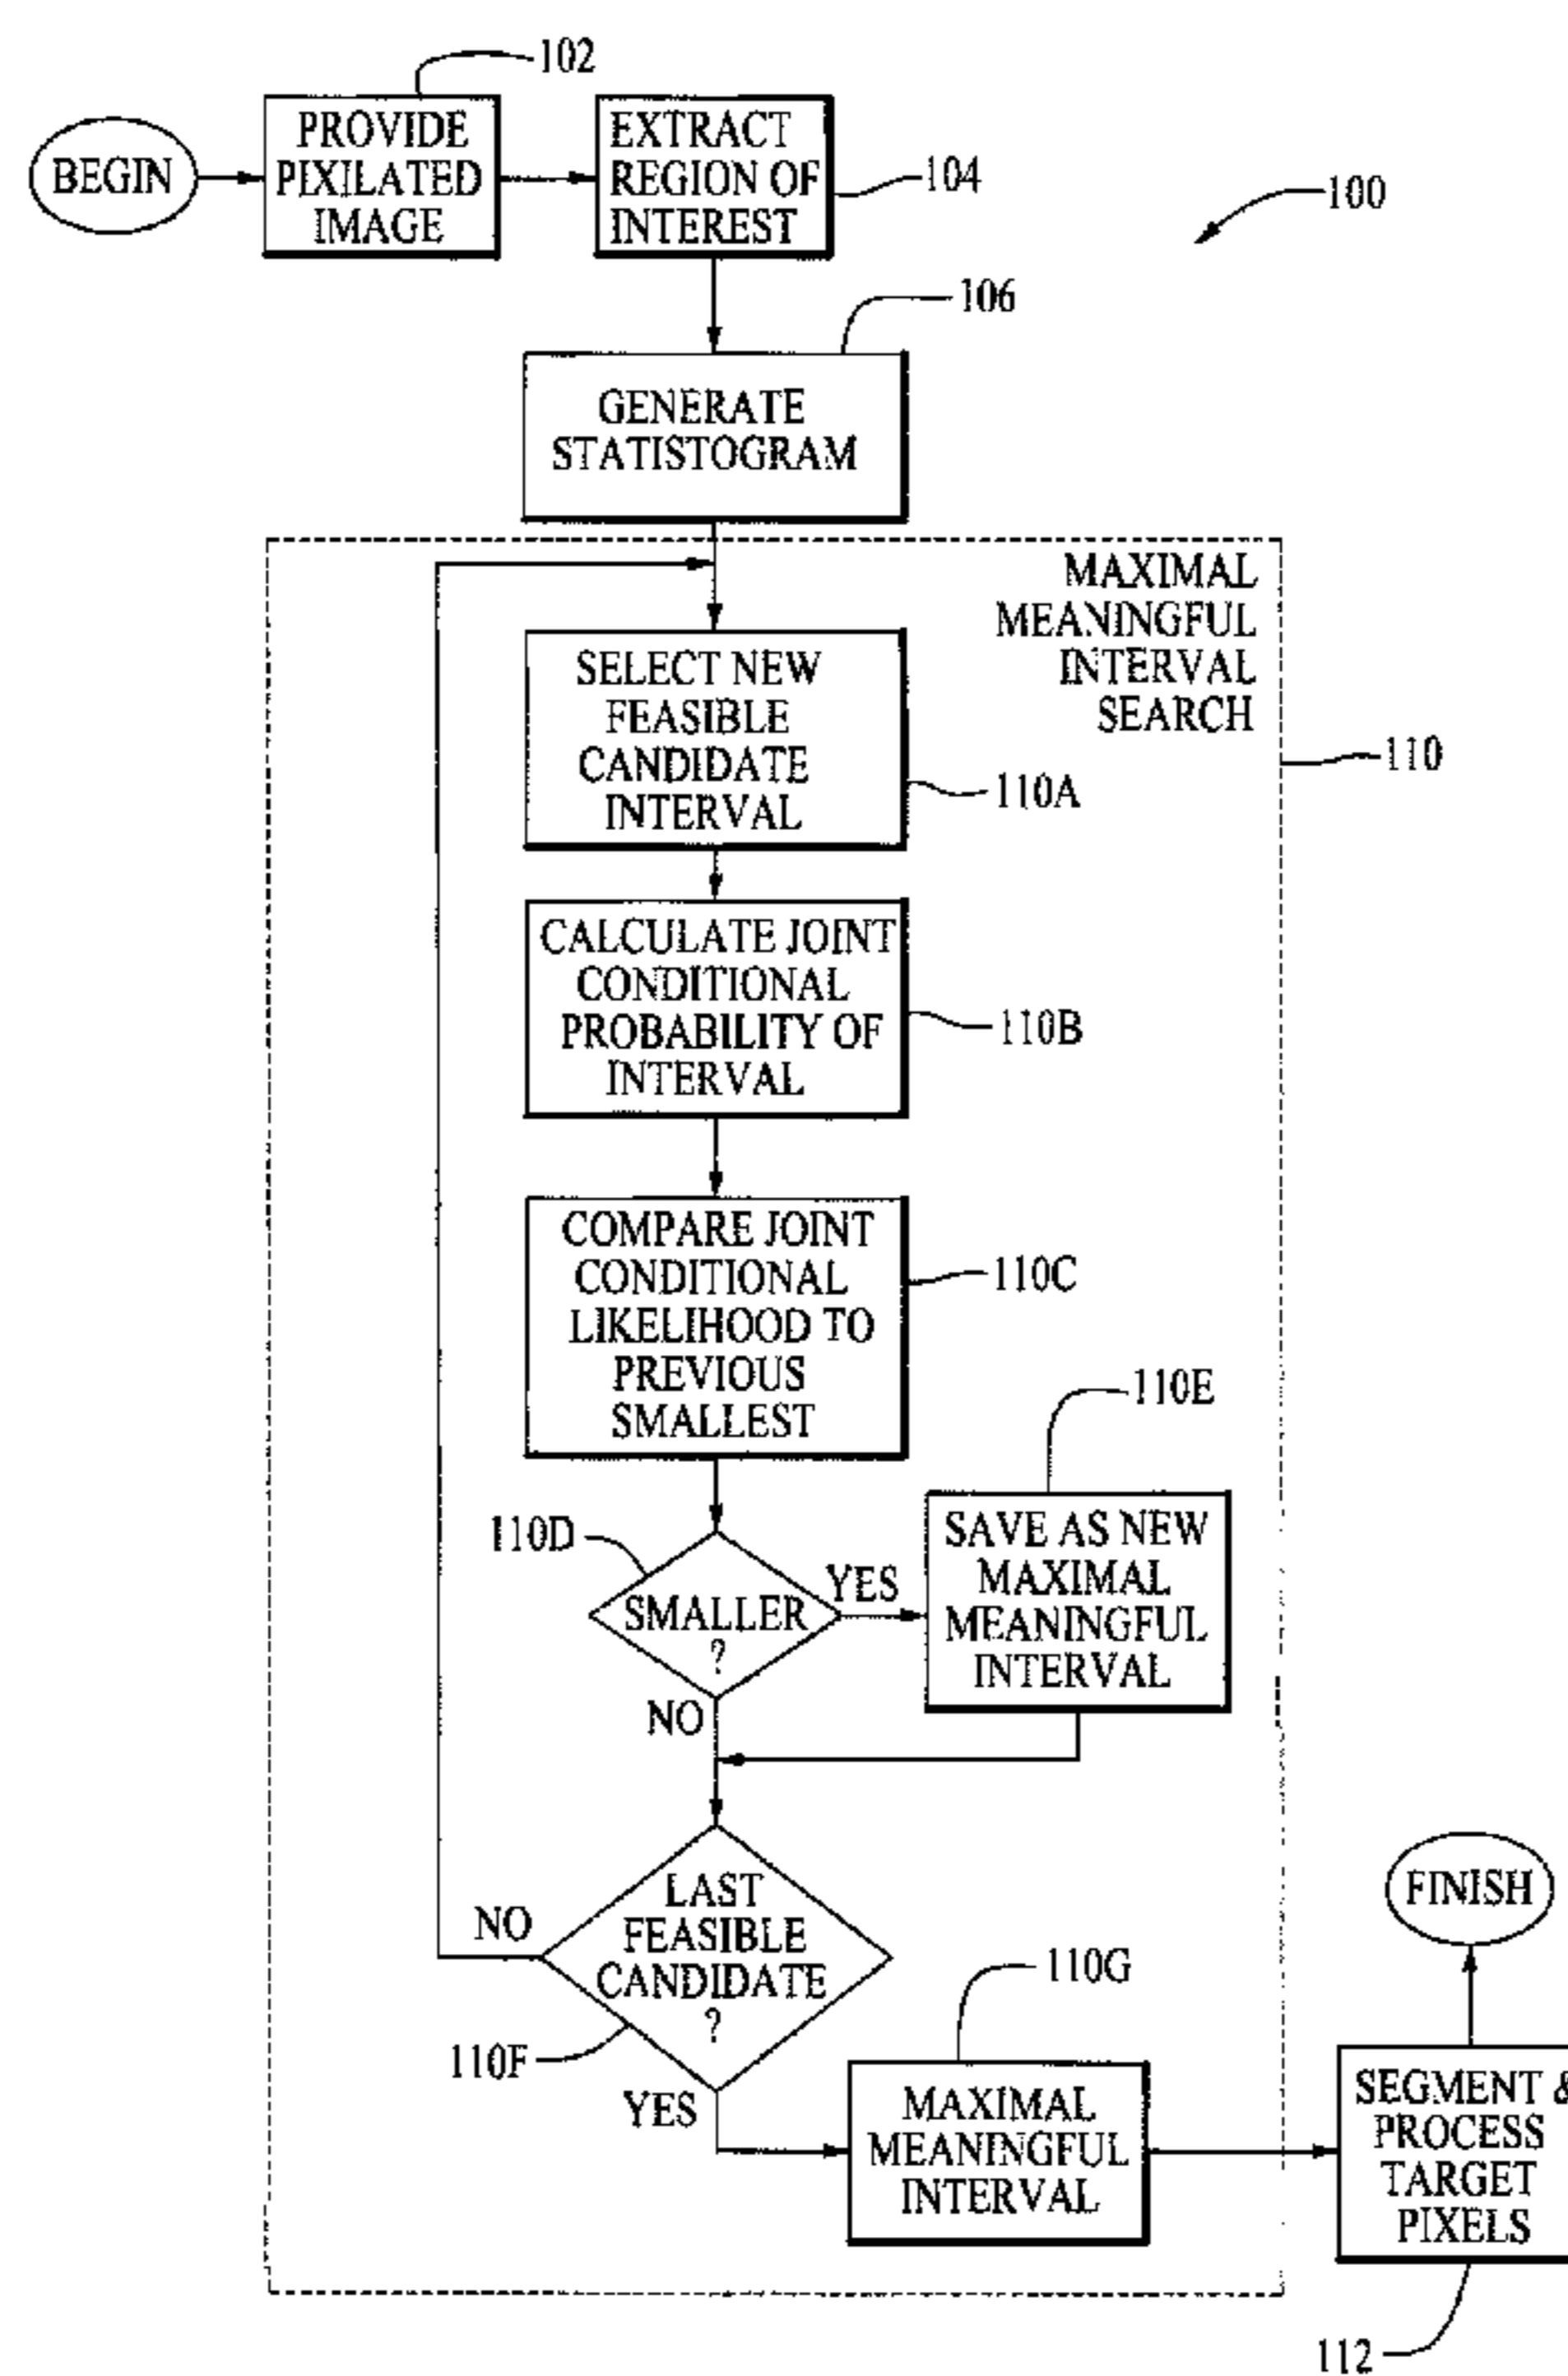 102
BEGIN
PROVIDE
PIXILATED
IMAGE
EXTRACT
REGION OF
INTEREST
104
100
106
GENERATE
STATISTOGRAM
MAXIMAL
MEANINGFUL
INTERVAL
SEARCH
110
SELECT NEW
FEASIBLE
CANDIDATE
INTERVAL
110A
CALCULATE JOINT
CONDITIONAL
PROBABILITY OF
INTERVAL
110B
COMPARE JOINT
CONDITIONAL
LIKELIHOOD TO
PREVIOUS
SMALLEST
110C
110D
SMALLER
?
YES
NO
110E
SAVE AS NEW
MAXIMAL
MEANINGFUL
INTERVAL
LAST
FEASIBLE
CANDIDATE
?
NO
110F
YES
110G
MAXIMAL
MEANINGFUL
INTERVAL
FINISH
SEGMENT &
PROCESS
TARGET
PIXELS
112